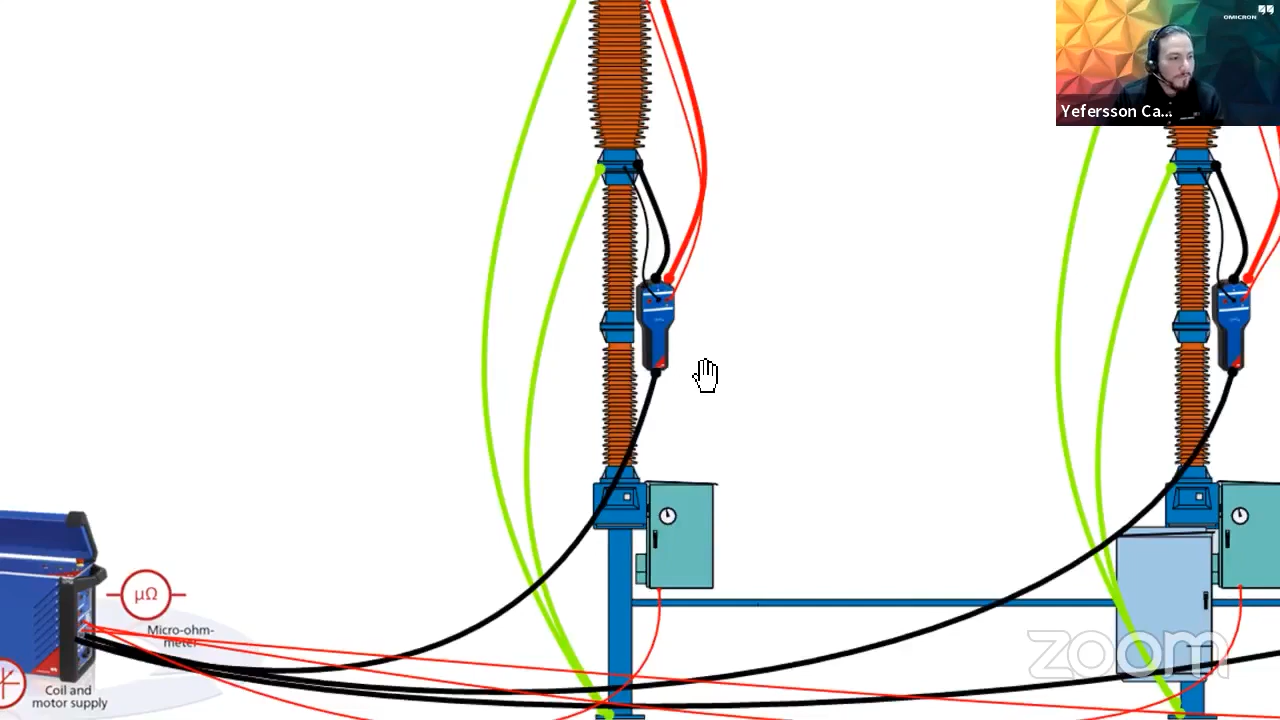 OMICRON
Yefersson Ca...
μΩ
Micro-ohm-
meter
Coil and
motor supply
zoom